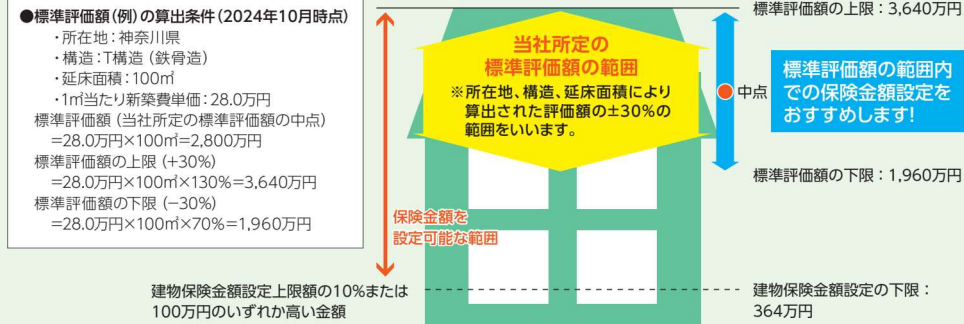 ●標準評価額(例)の算出条件(2024年10月時点)
・所在地:神奈川県
・構造:T構造(鉄骨造)
・延床面積:100㎡
・1㎡当たり新築費単価:28.0万円
標準評価額(当社所定の標準評価額の中点)
=28.0万円×100㎡=2,800万円
標準評価額の上限(+30%)
=28.0万円×100㎡×130%=3,640万円
標準評価額の下限(−30%)
=28.0万円×100㎡×70%=1,960万円
当社所定の
標準評価額の範囲
※所在地、構造、延床面積により
算出された評価額の±30%の
範囲をいいます。
標準評価額の上限:3,640万円
中点
標準評価額の範囲内
での保険金額設定を
おすすめします!
標準評価額の下限:1,960万円
保険金額を
設定可能な範囲
建物保険金額設定上限額の10%または
100万円のいずれか高い金額
建物保険金額設定の下限:
364万円